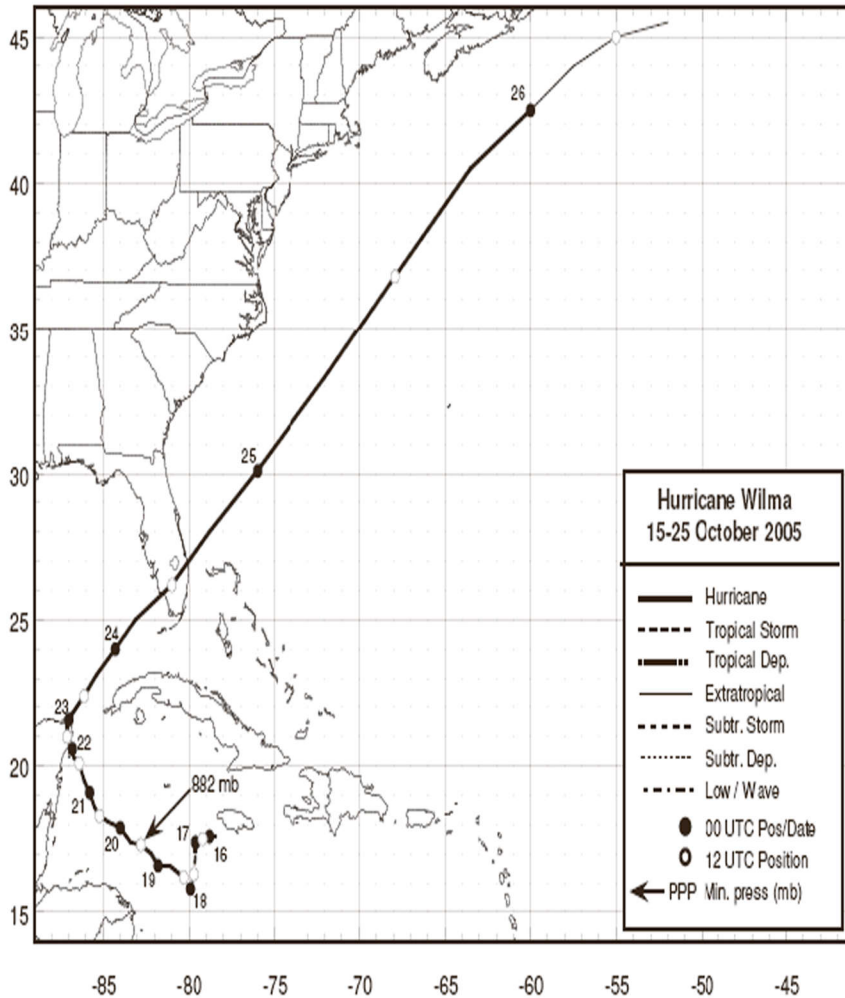 45
40
35
30
25
20
15
26
25
24
23
22
21
20
19
18
17
16
882 mb
Hurricane Wilma
15-25 October 2005
Hurricane
Tropical Storm
Tropical Dep.
Extratropical
Subtr. Storm
Subtr. Dep.
Low / Wave
00 UTC Pos/Date
12 UTC Position
PPP Min. press (mb)
-85 -80 -75 -70 -65 -60 -55 -50 -45